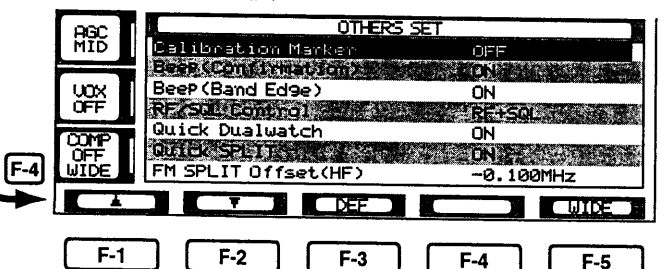 OTHERS SET
AGC
MID
VOX
OFF
COMP
OFF
WIDE
Calibration Marker OFF
Beep(Confirmation) ON
Beep(Band Edge) ON
RF/SQL Control RF+SQL
Quick Dualwatch ON
Quick SPLIT ON
FM SPLIT Offset(HF) -0.100MHz
F-4
▲ ▼ DEF WIDE
F-1 F-2 F-3 F-4 F-5